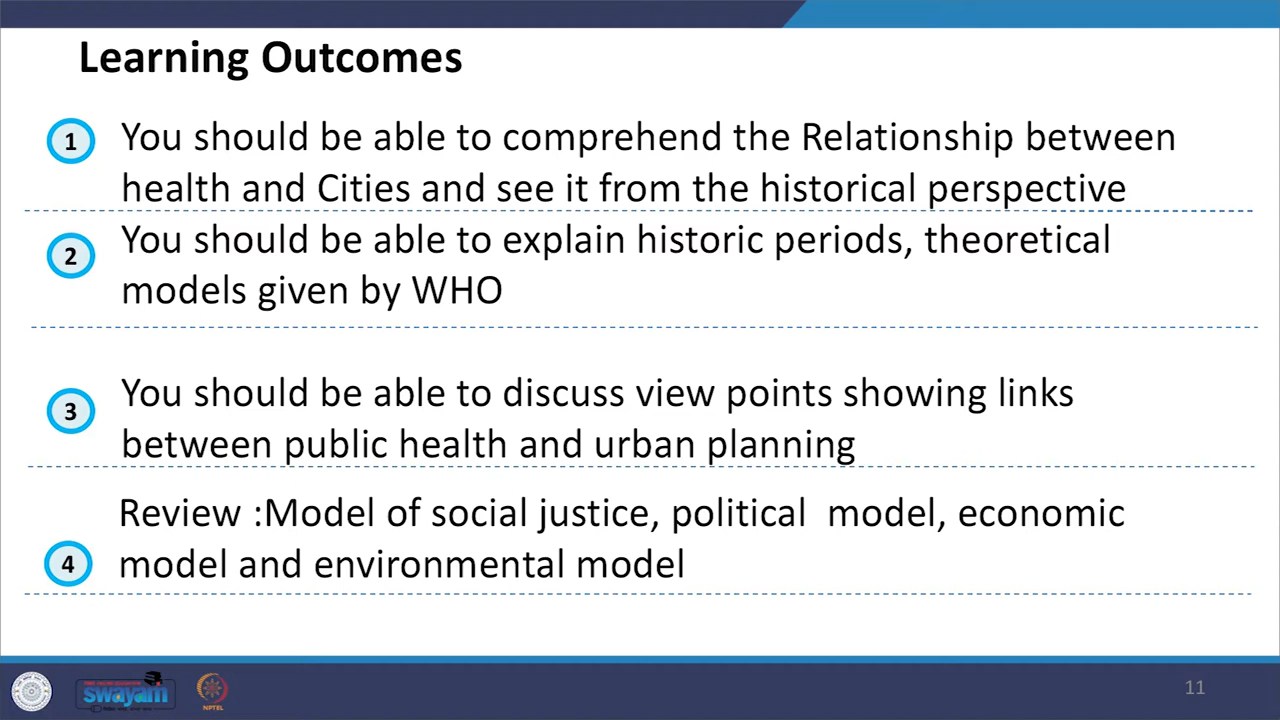 Learning Outcomes
1
You should be able to comprehend the Relationship between
health and Cities and see it from the historical perspective
2
You should be able to explain historic periods, theoretical
models given by WHO
3
You should be able to discuss view points showing links
between public health and urban planning
Review :Model of social justice, political model, economic
4
model and environmental model
swayam
NPTEL
11